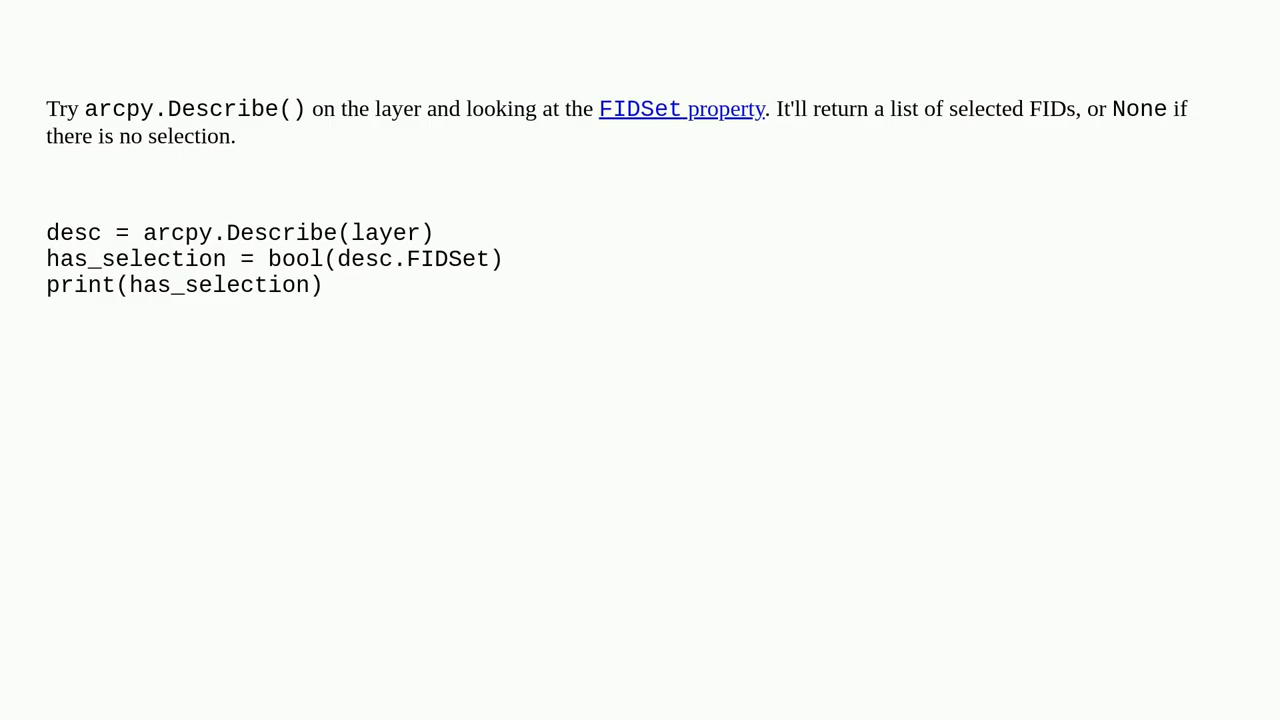 Try arcpy.Describe() on the layer and looking at the FIDSet property. It'll return a list of selected FIDs, or None if
there is no selection.
desc = arcpy.Describe(layer)
has_selection = bool(desc.FIDSet)
print(has_selection)